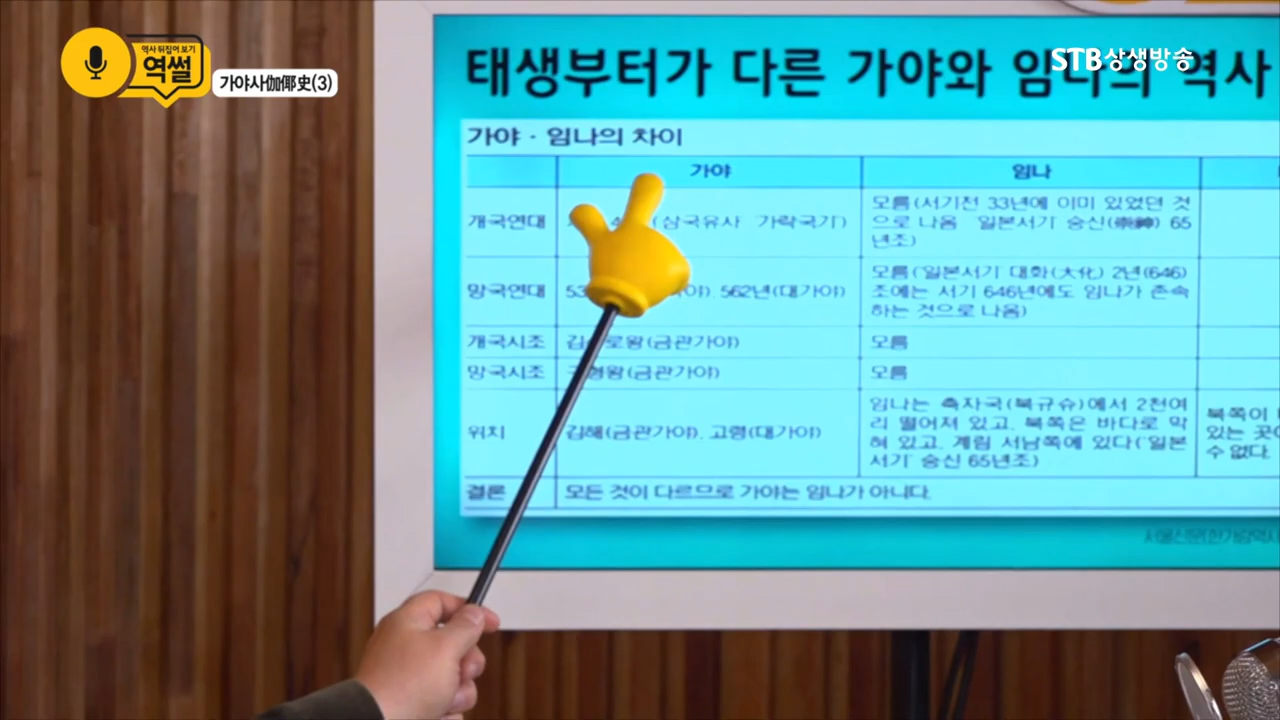 역사 뒤집어 보기
역썰
가야사伽倻史(3)
STB상생방송
태생부터가 다른 가야와 임나의 역사
가야 · 임나의 차이
가야
임나
개국연대
(삼국유사 '가락국기')
모름(서기전 33년에 이미 있었던 것
으로 나옴 '일본서기' 숭신(崇神) 65
년조)
망국연대
53
562년(대가야)
모름('일본서기' 대화(大化) 2년(646)
조에는 서기 646년에도 임나가 존속
하는 것으로 나옴)
개국시조
로왕(금관가야)
모름
망국시조
형왕(금관가야)
모름
위치
김해(금관가야), 고령(대가야)
임나는 축자국(북규슈)에서 2천여
리 떨어져 있고, 북쪽은 바다로 막
혀 있고, 계림 서남쪽에 있다('일본
서기' 숭신 65년조)
북쪽이
있는 곳
수 없다.
결론
모든 것이 다르므로 가야는 임나가 아니다.